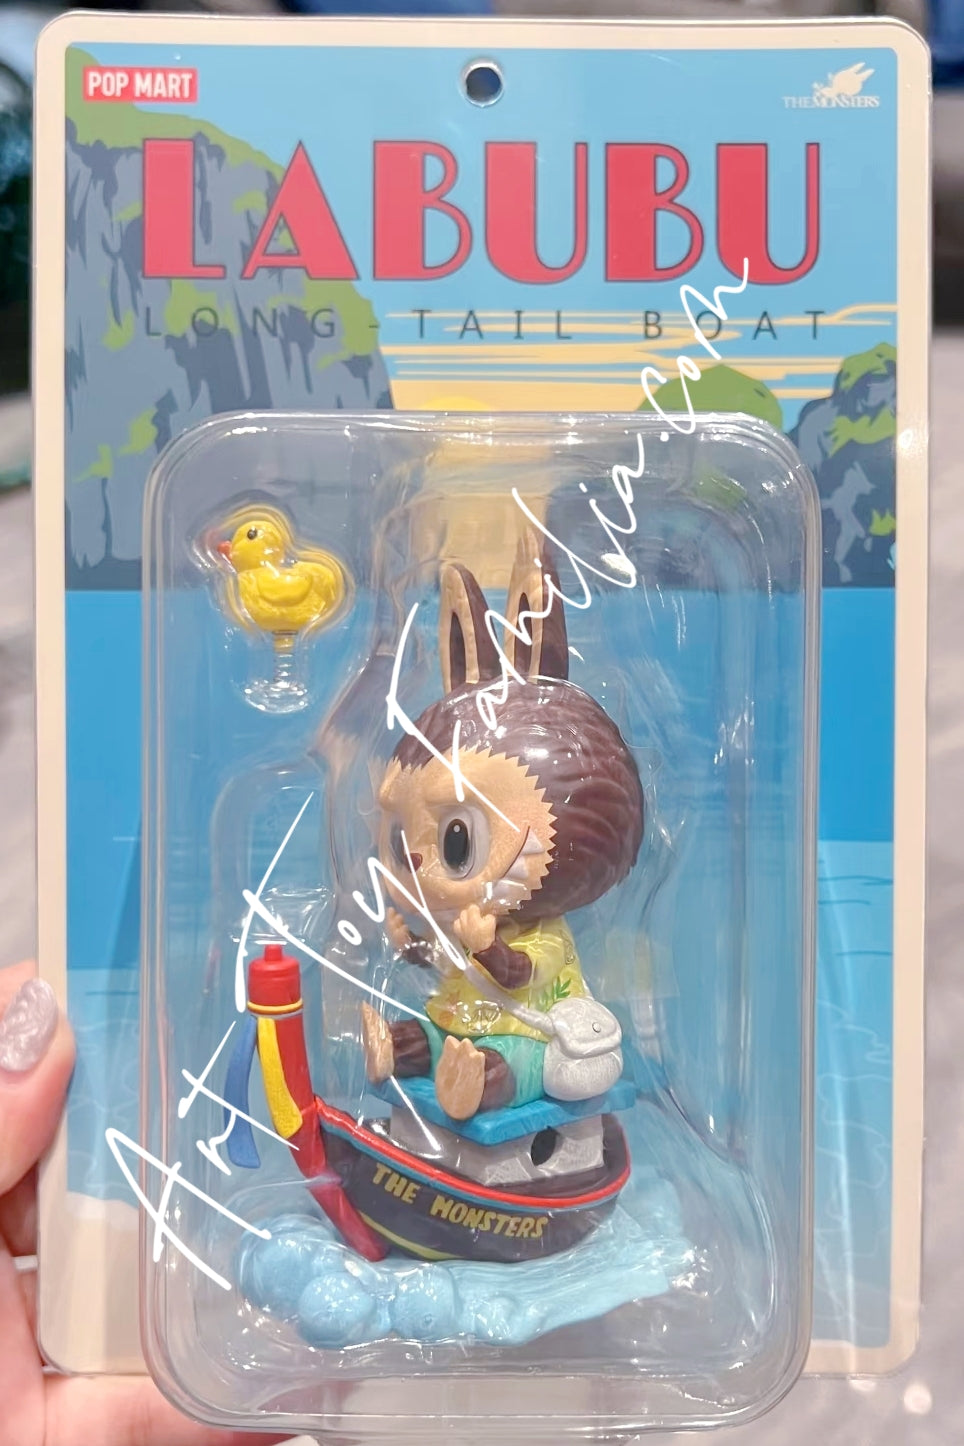 POP MART
THE MONSTERS
LABUBU
LONG-TAIL BOAT
Art Toy Familia.com
THE MONSTERS